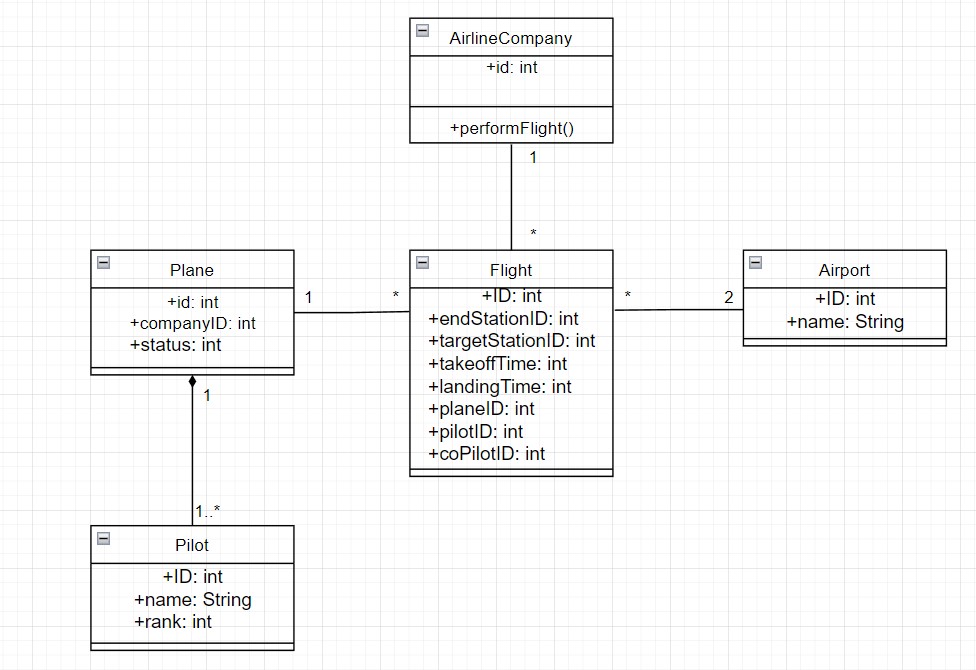 AirlineCompany
+id: int
+performFlight()
1
*
Plane
+id: int
+companyID: int
+status: int
1
*
Flight
+ID: int
+endStationID: int
+targetStationID: int
+takeoffTime: int
+landingTime: int
+planeID: int
+pilotID: int
+coPilotID: int
*
2
Airport
+ID: int
+name: String
1
1..*
Pilot
+ID: int
+name: String
+rank: int